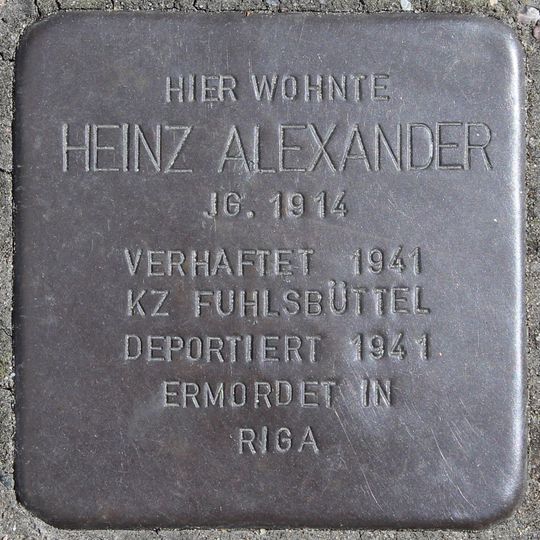 HIER WOHNTE
HEINZ ALEXANDER
JG. 1914
VERHAFTET 1941
KZ FUHLSBÜTTEL
DEPORTIERT 1941
ERMORDET IN
RIGA